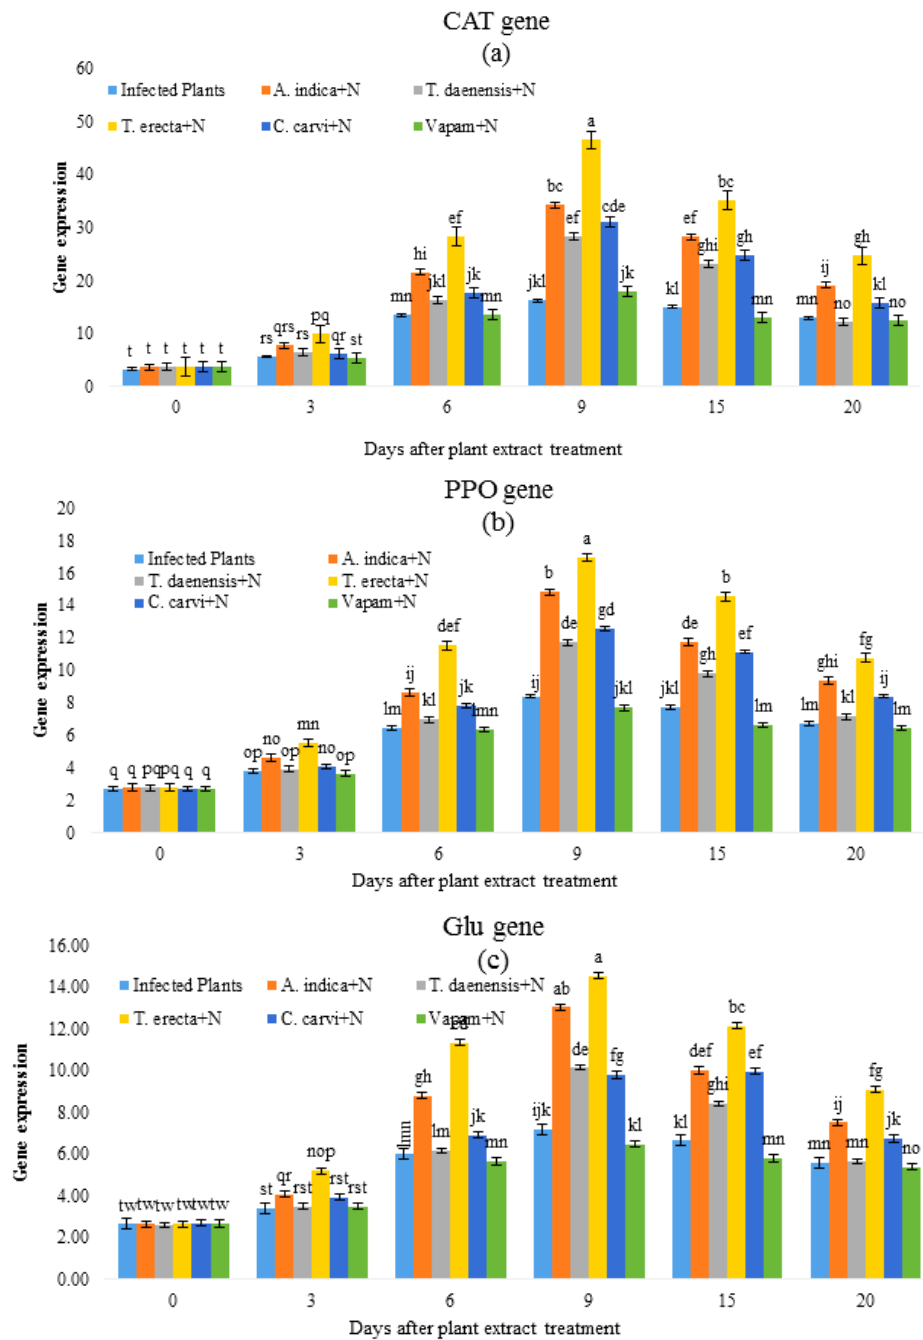 CAT gene
(a)
60
50
40
30
20
10
0
Gene expression
Infected Plants A. indica+N T. daenensis+N
T. erecta+N C. carvi+N Vapam+N
t t t t t t
rs qrs rs pq qr st
mn hi jkl ef jk mn
jkl bc ef a cde jk
kl ef ghi bc gh mn
mn ij no gh kl no
0 3 6 9 15 20
Days after plant extract treatment
PPO gene
(b)
20
18
16
14
12
10
8
6
4
2
0
Gene expression
Infected Plants A. indica+N
T. daenensis+N T. erecta+N
C. carvi+N Vapam+N
q q pq pq q q
op no op mn no op
lm ij kl def jk lmn
ij b de a gd jkl
jkl de gh b ef lm
lm ghi kl fg ij lm
0 3 6 9 15 20
Days after plant extract treatment
Glu gene
(c)
16.00
14.00
12.00
10.00
8.00
6.00
4.00
2.00
0.00
Gene expression
Infected Plants A. indica+N T. daenensis+N
T. erecta+N C. carvi+N Vapam+N
tw tw tw tw tw tw
st qr rst nop rst rst
lmn gh lm jk mn
ijk ab de a fg kl
kl def ghi bc ef mn
mn ij mn fg jk no
0 3 6 9 15 20
Days after plant extract treatment